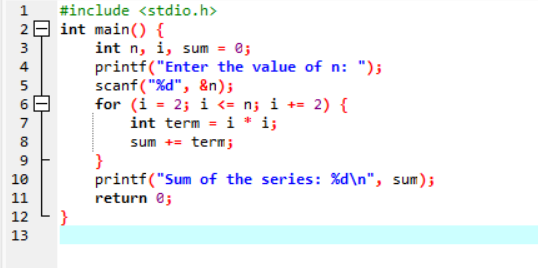 1 #include <stdio.h>
2 int main() {
3 int n, i, sum = 0;
4 printf("Enter the value of n: ");
5 scanf("%d", &n);
6 for (i = 2; i <= n; i += 2) {
7 int term = i * i;
8 sum += term;
9 }
10 printf("Sum of the series: %d\n", sum);
11 return 0;
12 }
13